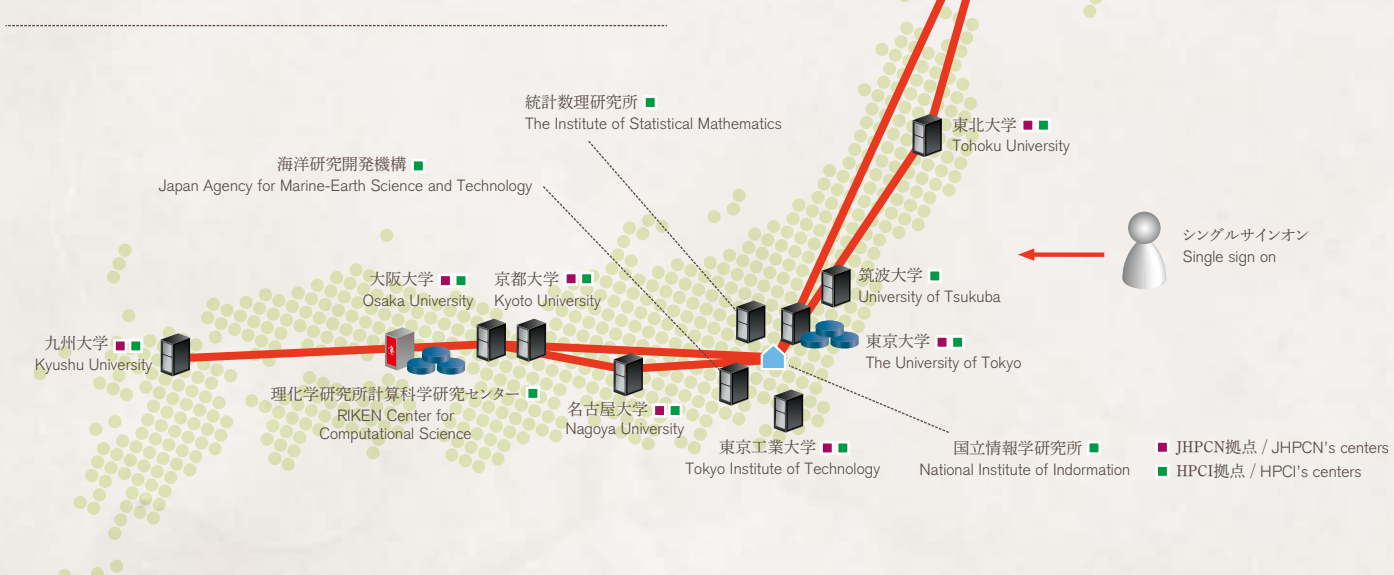 統計数理研究所
The Institute of Statistical Mathematics
東北大学
Tohoku University
海洋研究開発機構
Japan Agency for Marine-Earth Science and Technology
シングルサインオン
Single sign on
大阪大学
Osaka University
京都大学
Kyoto University
筑波大学
University of Tsukuba
九州大学
Kyushu University
東京大学
The University of Tokyo
理化学研究所計算科学研究センター
RIKEN Center for
Computational Science
名古屋大学
Nagoya University
東京工業大学
Tokyo Institute of Technology
国立情報学研究所
National Institute of Indormation
JHPCN拠点 / JHPCN's centers
HPCI拠点 / HPCI's centers